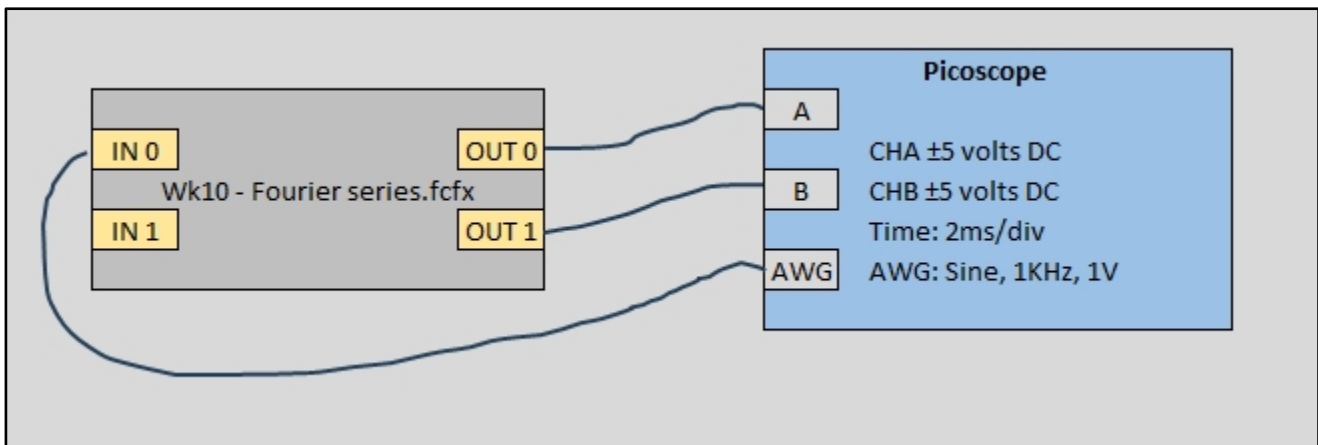 Picoscope
IN 0
OUT 0
A
CHA ±5 volts DC
Wk10 - Fourier series.fcfx
B
CHB ±5 volts DC
IN 1
OUT 1
Time: 2ms/div
AWG
AWG: Sine, 1KHz, 1V